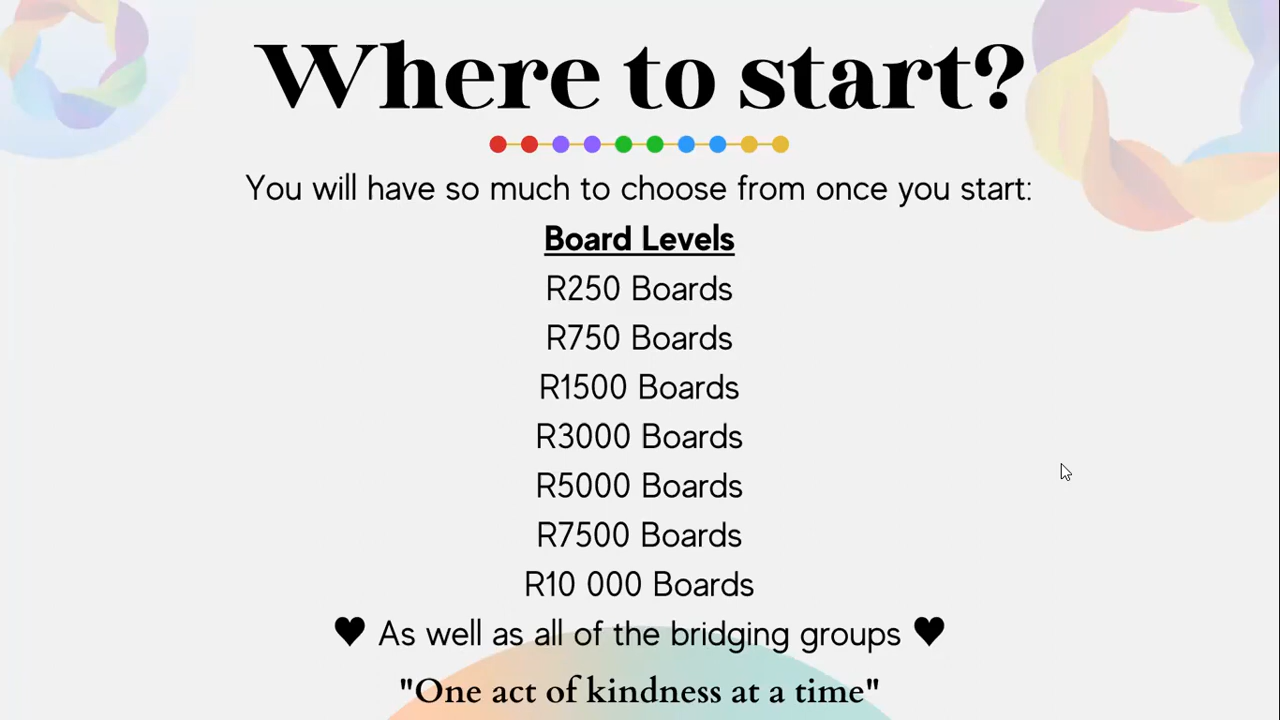 Where to start?
You will have so much to choose from once you start:
Board Levels
R250 Boards
R750 Boards
R1500 Boards
R3000 Boards
R5000 Boards
R7500 Boards
R10 000 Boards
♥ As well as all of the bridging groups ♥
"One act of kindness at a time"